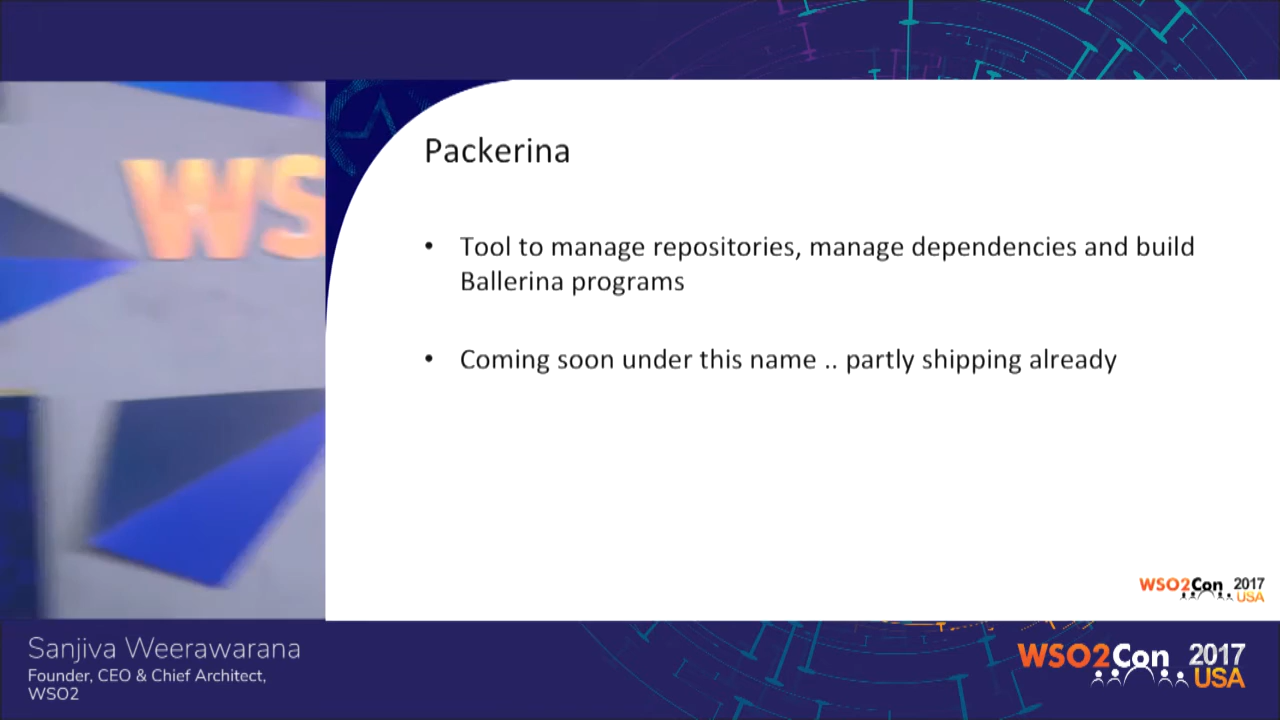 WS
Packerina
• Tool to manage repositories, manage dependencies and build
Ballerina programs
• Coming soon under this name .. partly shipping already
WSO2Con 2017
USA
Sanjiva Weerawarana
Founder, CEO & Chief Architect,
WSO2
WSO2Con 2017
USA